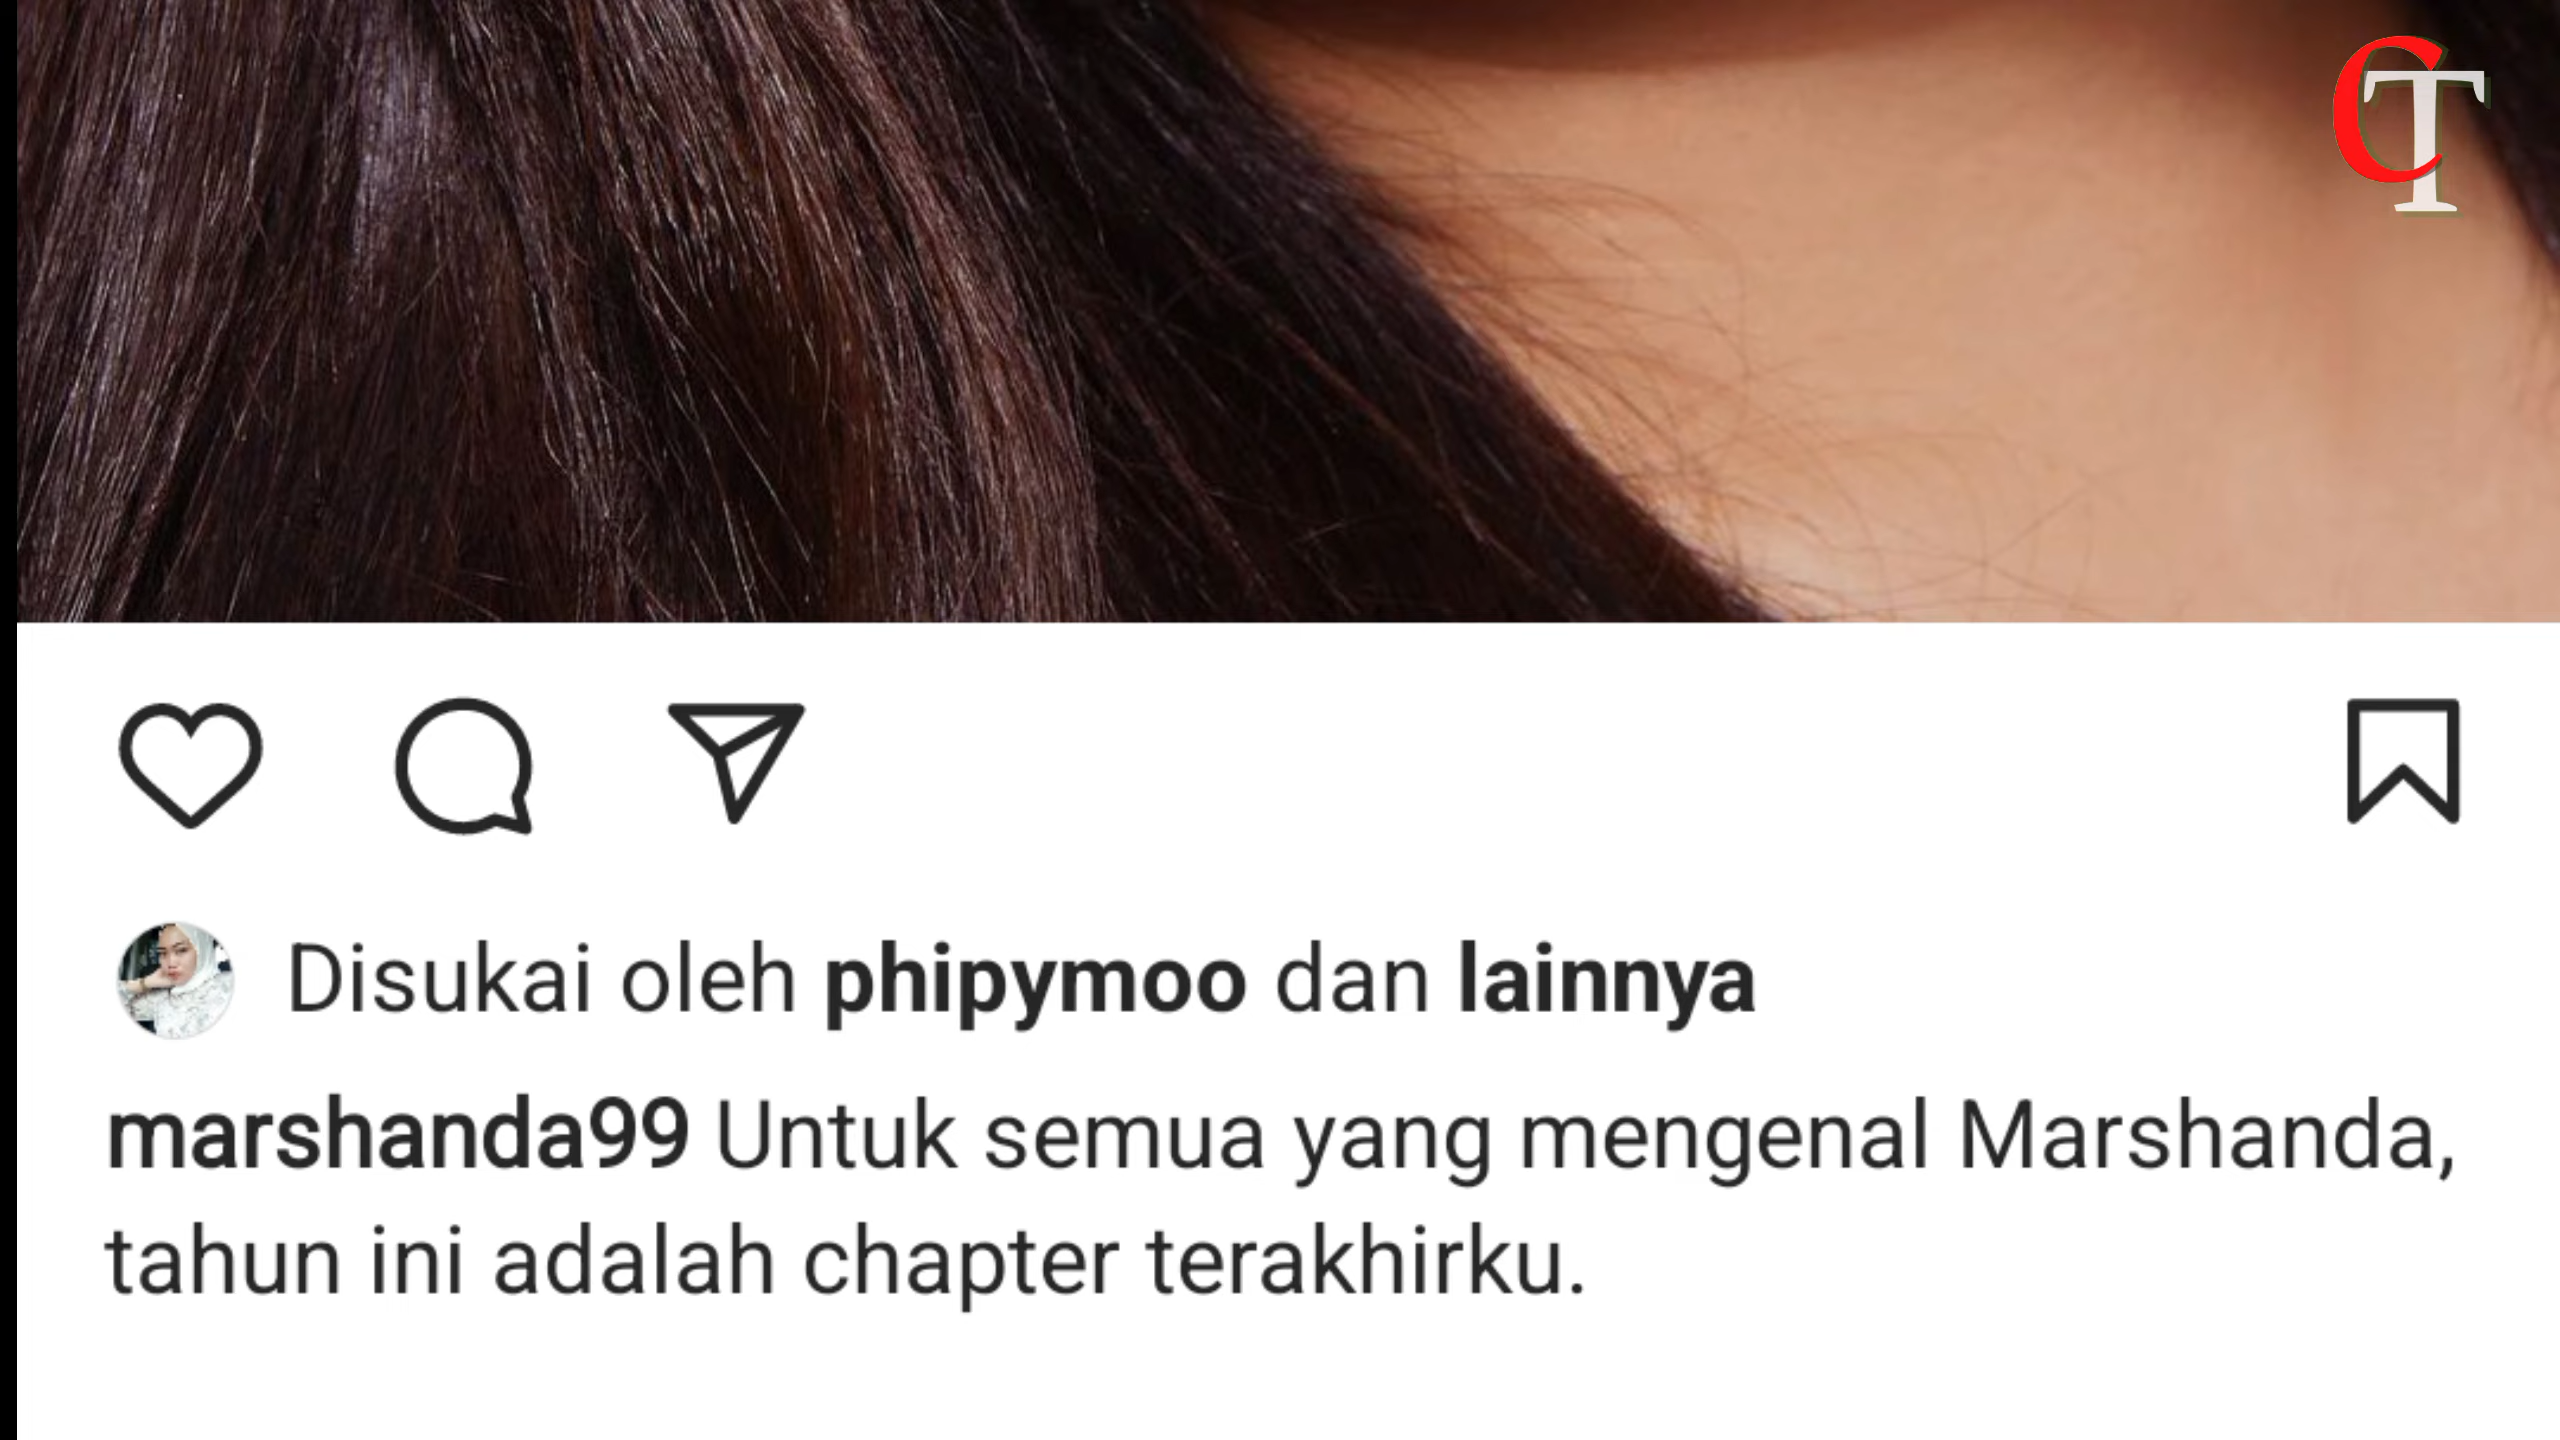 CT
Disukai oleh phipymoo dan lainnya
marshanda99 Untuk semua yang mengenal Marshanda,
tahun ini adalah chapter terakhirku.